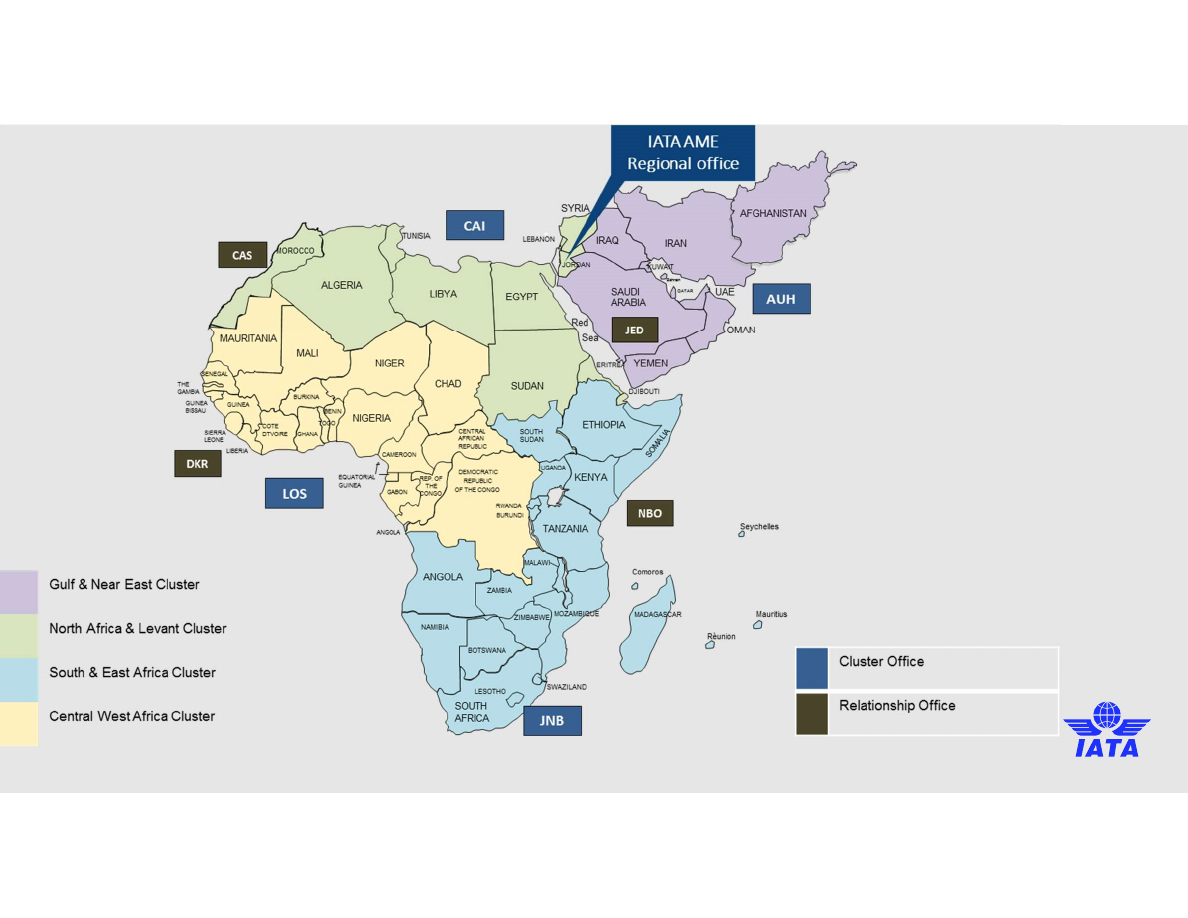 IATA AME
Regional office
SYRIA
AFGHANISTAN
CAI
TUNISIA
LEBANON
IRAQ
IRAN
CAS
MOROCCO
JORDAN
KUWAIT
ALGERIA
LIBYA
EGYPT
SAUDI
ARABIA
QATAR
UAE
AUH
Red
Sea
JED
OMAN
MAURITANIA
MALI
NIGER
CHAD
SUDAN
ERITREA
YEMEN
DJIBOUTI
SENEGAL
THE
GAMBIA
GUINEA
BISSAU
GUINEA
BURKINA
BENIN
TOGO
NIGERIA
SIERRA
LEONE
COTE
D'IVOIRE
GHANA
LIBERIA
CENTRAL
AFRICAN
REPUBLIC
SOUTH
SUDAN
ETHIOPIA
SOMALIA
CAMEROON
DKR
LOS
EQUATORIAL
GUINEA
GABON
REP. OF
THE
CONGO
DEMOCRATIC
REPUBLIC
OF THE CONGO
UGANDA
KENYA
RWANDA
BURUNDI
NBO
TANZANIA
Seychelles
ANGOLA
ANGOLA
MALAWI
ZAMBIA
Comoros
MOZAMBIQUE
ZIMBABWE
MADAGASCAR
Mauritius
NAMIBIA
Rèunion
BOTSWANA
SWAZILAND
LESOTHO
SOUTH
AFRICA
JNB
Gulf & Near East Cluster
North Africa & Levant Cluster
South & East Africa Cluster
Central West Africa Cluster
Cluster Office
Relationship Office
IATA